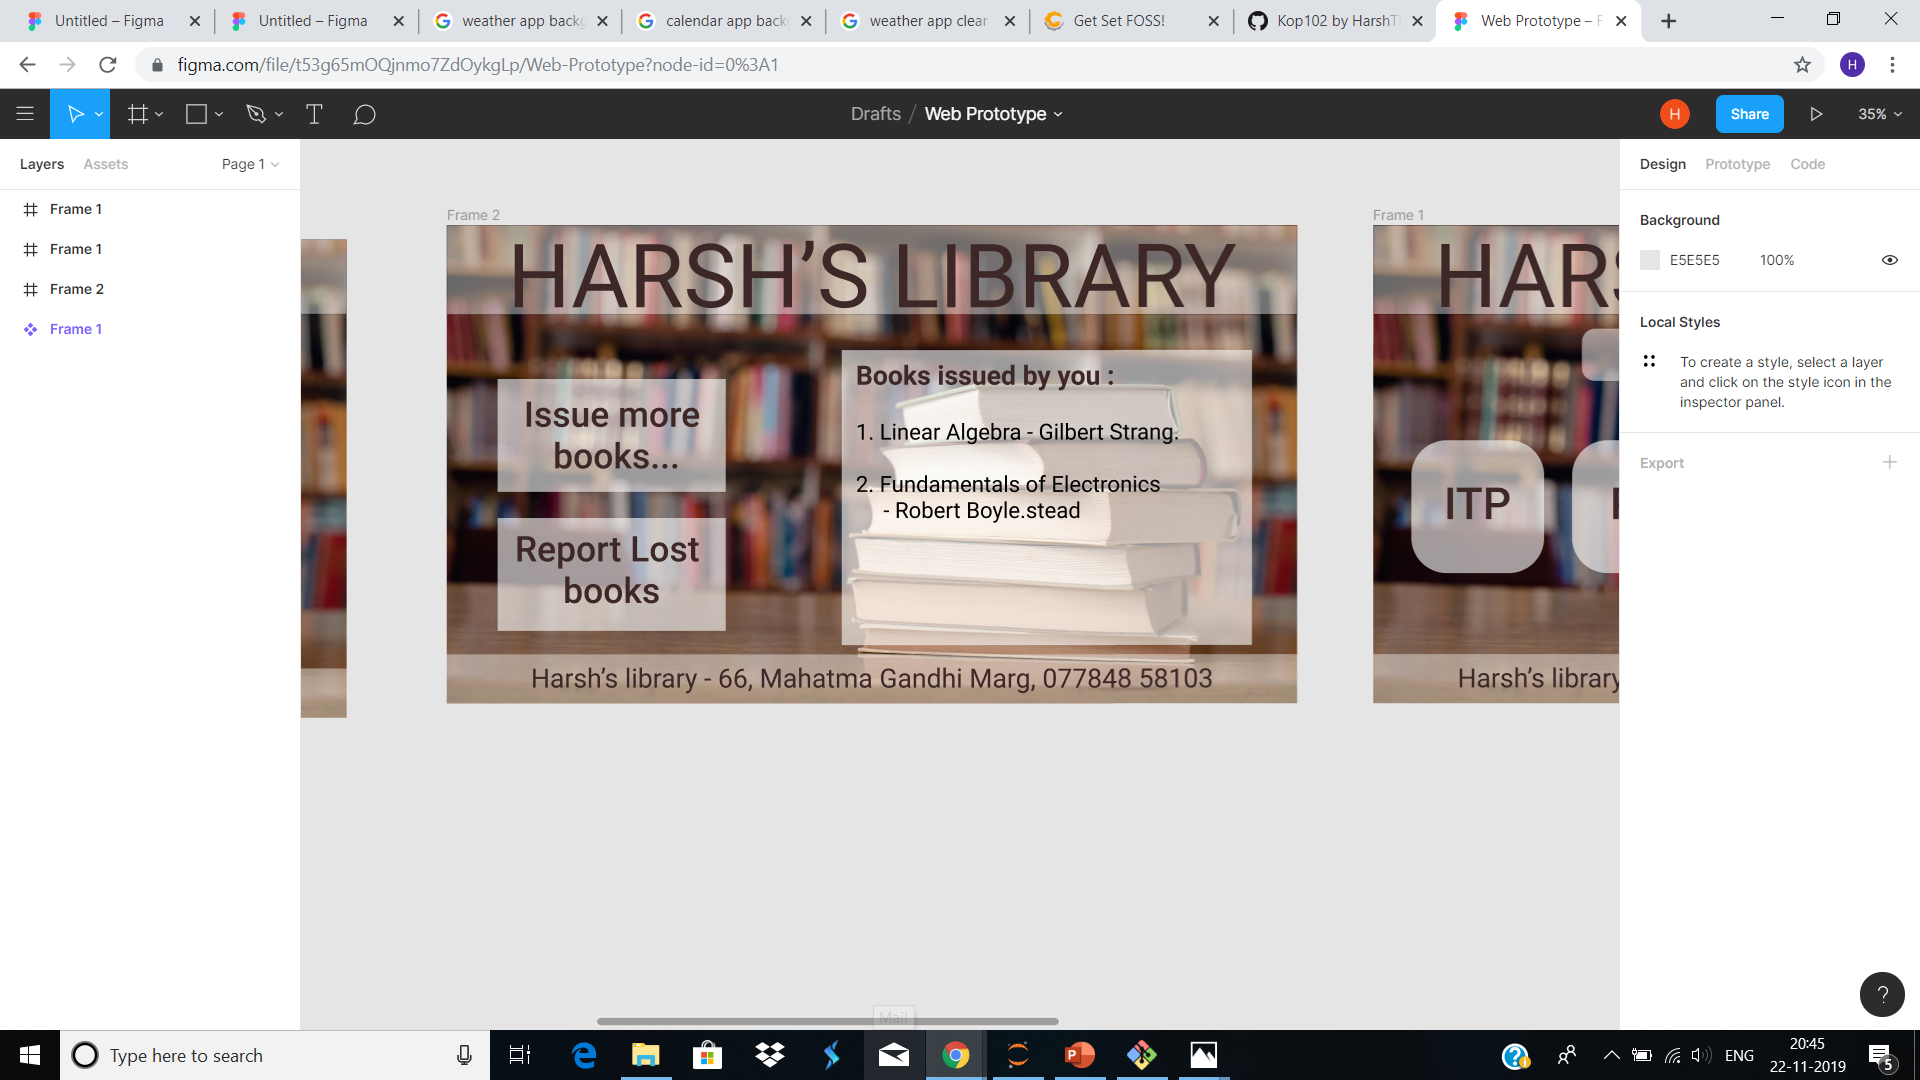 Untitled – Figma
Untitled – Figma
weather app backg
calendar app back
weather app clear
Get Set FOSS!
Kop102 by HarshT
Web Prototype – F
figma.com/file/t53g65mOQjnmo7ZdOykgLp/Web-Prototype?node-id=0%3A1
H
Drafts / Web Prototype
H
Share
35%
Layers
Assets
Page 1
Frame 1
Frame 1
Frame 2
Frame 1
Frame 2
HARSH’S LIBRARY
Issue more
books...
Report Lost
books
Books issued by you :
1. Linear Algebra - Gilbert Strang.
2. Fundamentals of Electronics
- Robert Boyle.stead
Harsh’s library - 66, Mahatma Gandhi Marg, 077848 58103
Frame 1
HARS
ITP
Harsh’s library
Design
Prototype
Code
Background
E5E5E5
100%
Local Styles
To create a style, select a layer
and click on the style icon in the
inspector panel.
Export
?
Mail
Type here to search
ENG
20:45
22-11-2019
5